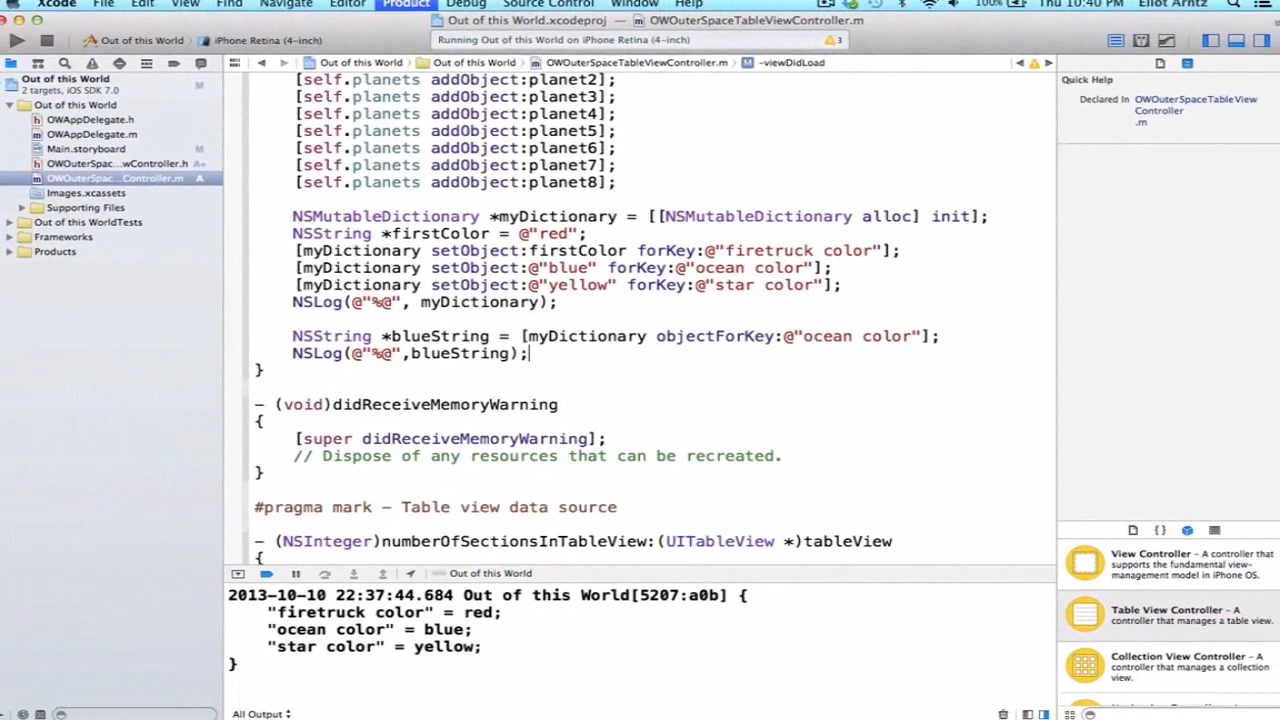 Xcode File Edit View Find Navigate Editor Product Debug Source Control Window Help 100% Thu 10:40 PM Eliot Arntz
Out of this World.xcodeproj — OWOuterSpaceTableViewController.m
Out of this World › iPhone Retina (4-inch)
Running Out of this World on iPhone Retina (4-inch) 3
Out of this World › Out of this World › OWOuterSpaceTableViewController.m › -viewDidLoad
Out of this World M
2 targets, iOS SDK 7.0
Out of this World
OWAppDelegate.h
OWAppDelegate.m
Main.storyboard M
OWOuterSpac...wController.h A+
OWOuterSpac...Controller.m A
Images.xcassets
Supporting Files
Out of this WorldTests
Frameworks
Products
[self.planets addObject:planet2];
[self.planets addObject:planet3];
[self.planets addObject:planet4];
[self.planets addObject:planet5];
[self.planets addObject:planet6];
[self.planets addObject:planet7];
[self.planets addObject:planet8];
NSMutableDictionary *myDictionary = [[NSMutableDictionary alloc] init];
NSString *firstColor = @"red";
[myDictionary setObject:firstColor forKey:@"firetruck color"];
[myDictionary setObject:@"blue" forKey:@"ocean color"];
[myDictionary setObject:@"yellow" forKey:@"star color"];
NSLog(@"%@", myDictionary);
NSString *blueString = [myDictionary objectForKey:@"ocean color"];
NSLog(@"%@",blueString);
}
- (void)didReceiveMemoryWarning
{
[super didReceiveMemoryWarning];
// Dispose of any resources that can be recreated.
}
#pragma mark - Table view data source
- (NSInteger)numberOfSectionsInTableView:(UITableView *)tableView
{
Out of this World
2013-10-10 22:37:44.684 Out of this World[5207:a0b] {
"firetruck color" = red;
"ocean color" = blue;
"star color" = yellow;
}
All Output
Quick Help
Declared In OWOuterSpaceTableView
Controller
.m
View Controller - A controller that
supports the fundamental view-
management model in iPhone OS.
Table View Controller - A
controller that manages a table view.
Collection View Controller - A
controller that manages a collection
view.